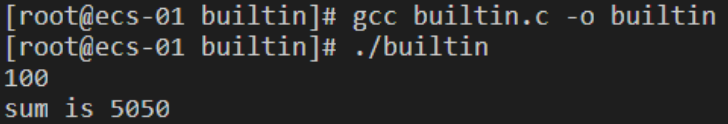 [root@ecs-01 builtin]# gcc builtin.c -o builtin
[root@ecs-01 builtin]# ./builtin
100
sum is 5050